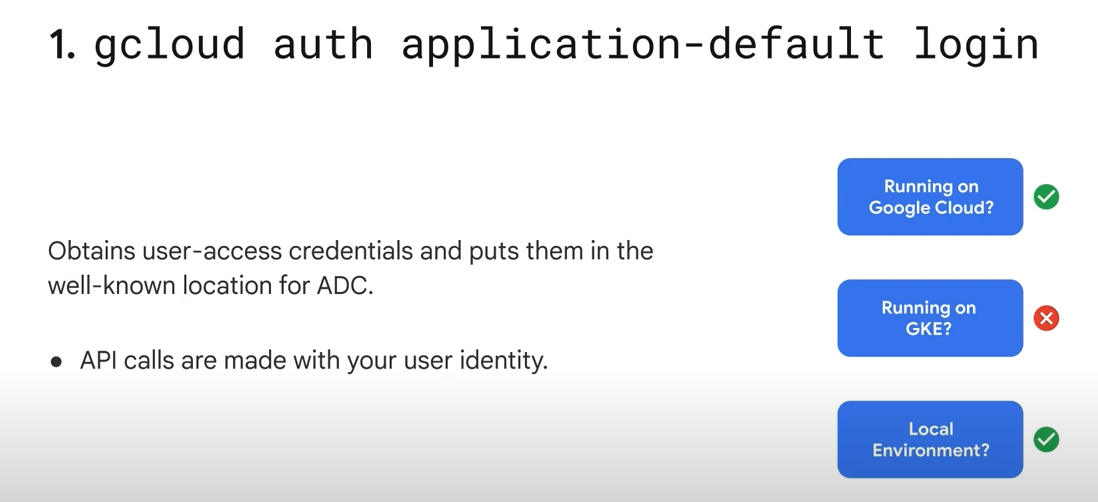 1. gcloud auth application-default login
Obtains user-access credentials and puts them in the
well-known location for ADC.
● API calls are made with your user identity.
Running on
Google Cloud?
Running on
GKE?
Local
Environment?